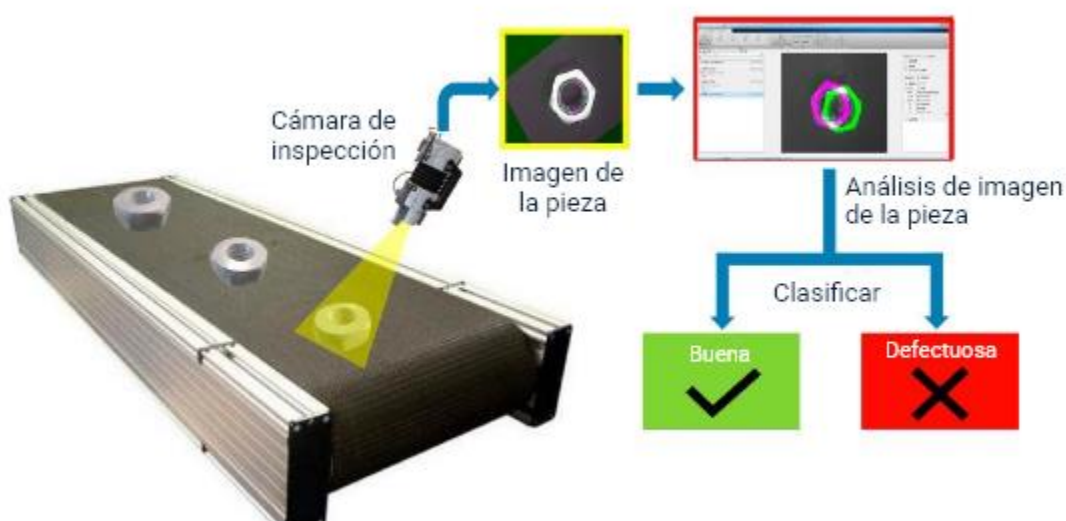 Cámara de
inspección
Imagen de
la pieza
Análisis de imagen
de la pieza
Clasificar
Buena
Defectuosa